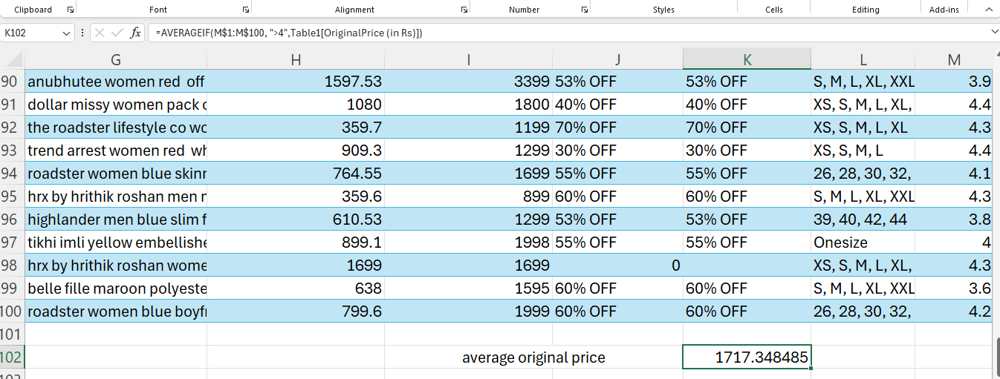 Clipboard Font Alignment Number Styles Cells Editing Add-ins
K102 fx =AVERAGEIF(M$1:M$100, ">4",Table1[OriginalPrice (in Rs)])
G H I J K L M
90 anubhutee women red off 1597.53 3399 53% OFF 53% OFF S, M, L, XL, XXL 3.9
91 dollar missy women pack 1080 1800 40% OFF 40% OFF XS, S, M, L, XL, 4.4
92 the roadster lifestyle co wo 359.7 1199 70% OFF 70% OFF XS, S, M, L, XL 4.3
93 trend arrest women red wh 909.3 1299 30% OFF 30% OFF XS, S, M, L 4.4
94 roadster women blue skinn 764.55 1699 55% OFF 55% OFF 26, 28, 30, 32, 4.1
95 hrx by hrithik roshan men 359.6 899 60% OFF 60% OFF S, M, L, XL, XXL 4.3
96 highlander men blue slim f 610.53 1299 53% OFF 53% OFF 39, 40, 42, 44 3.8
97 tikhi imli yellow embellishe 899.1 1998 55% OFF 55% OFF Onesize 4
98 hrx by hrithik roshan wome 1699 1699 0 XS, S, M, L, XL, 4.3
99 belle fille maroon polyeste 638 1595 60% OFF 60% OFF S, M, L, XL, XXL 3.6
100 roadster women blue boyf 799.6 1999 60% OFF 60% OFF 26, 28, 30, 32, 4.2
101
102 average original price 1717.348485